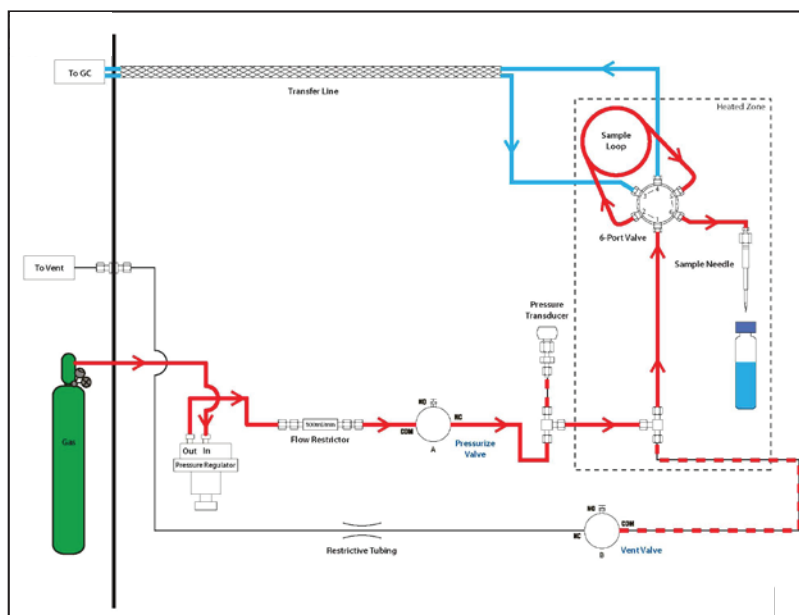 To GC
Transfer Line
Heated Zone
Sample
Loop
4
6-Port Valve
Sample Needle
To Vent
Pressure
Transducer
Gas
NO
NC
COM
A
Pressurize
Valve
Flow Restrictor
Out In
Pressure Regulator
NO
COM
NC
B
Vent Valve
Restrictive Tubing